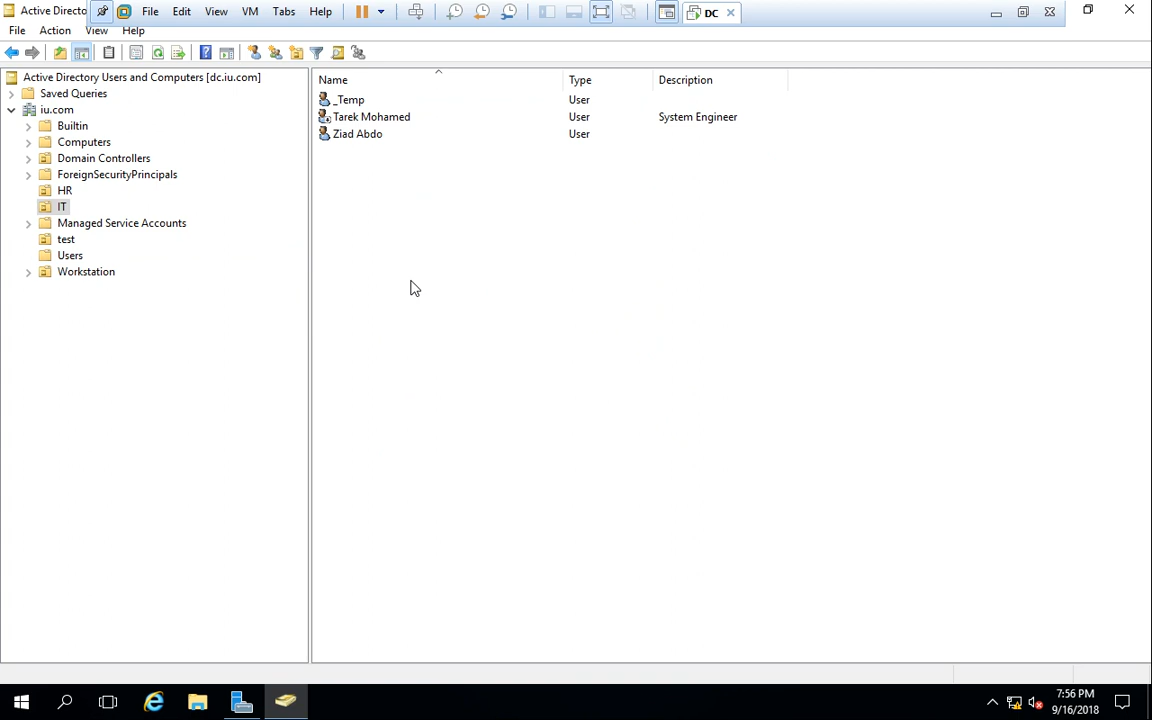 Active Directo
File Edit View VM Tabs Help
DC
File Action View Help
Active Directory Users and Computers [dc.iu.com]
Saved Queries
iu.com
Builtin
Computers
Domain Controllers
ForeignSecurityPrincipals
HR
IT
Managed Service Accounts
test
Users
Workstation
Name Type Description
_Temp User
Tarek Mohamed User System Engineer
Ziad Abdo User
7:56 PM
9/16/2018